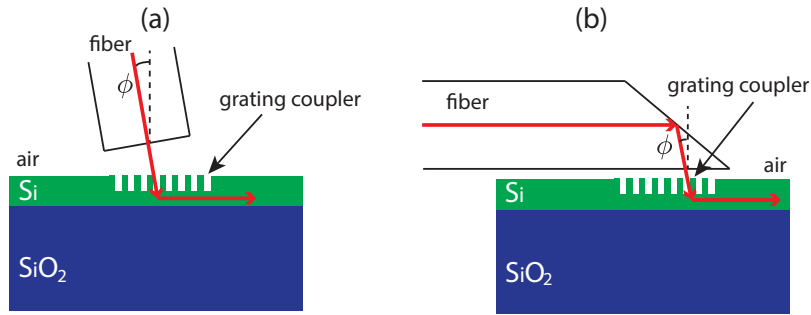 (a)
fiber
ϕ
grating coupler
air
Si
SiO₂
(b)
grating coupler
fiber
ϕ
air
Si
SiO₂